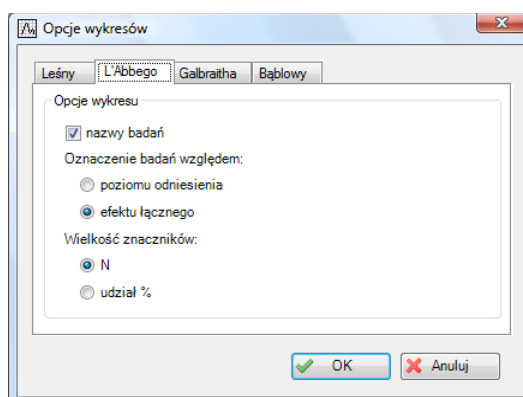 Opcje wykresów
Leśny L'Abbego Galbraitha Bąblowy
Opcje wykresu
nazwy badań
Oznaczenie badań względem:
poziomu odniesienia
efektu łącznego
Wielkość znaczników:
N
udział %
OK Anuluj